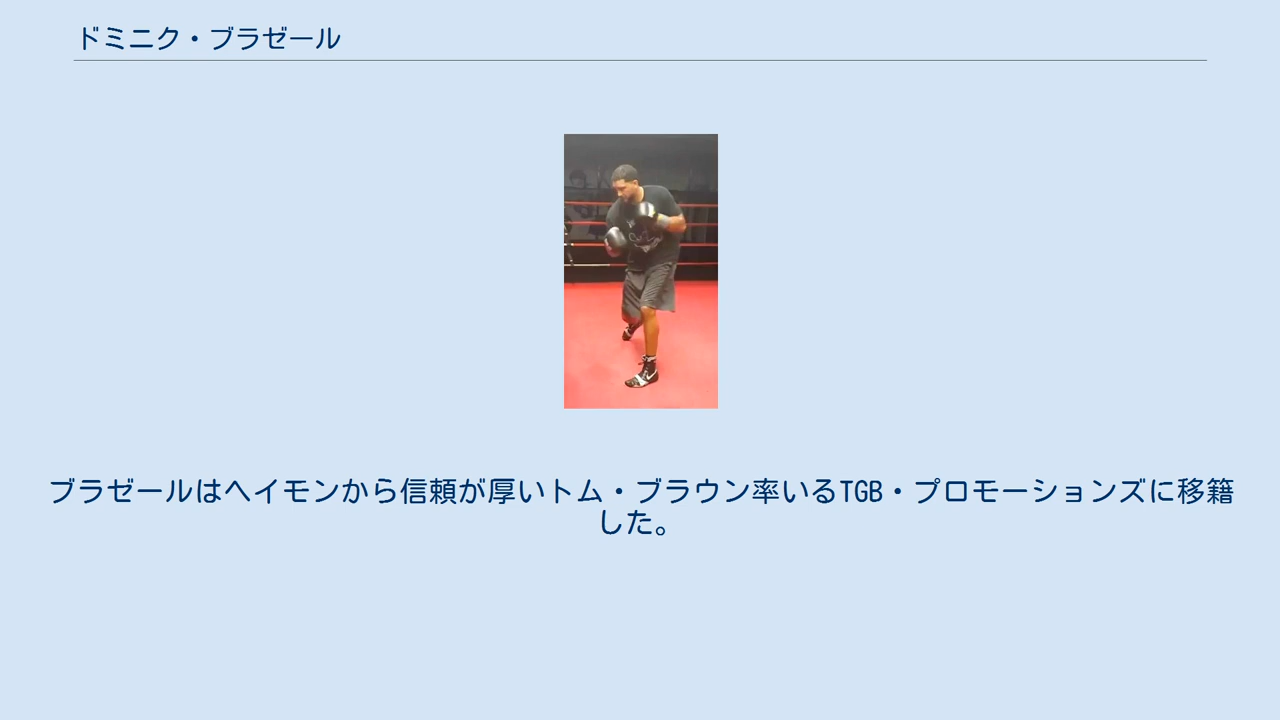 ドミニク・ブラゼール
ブラゼールはヘイモンから信頼が厚いトム・ブラウン率いるTGB・プロモーションズに移籍
した。